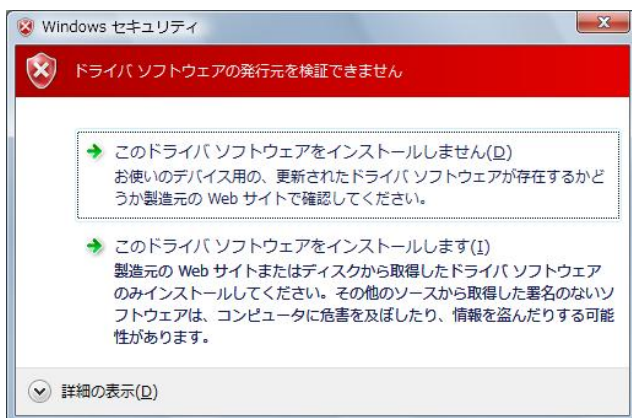 Windows セキュリティ
ドライバ ソフトウェアの発行元を検証できません
このドライバ ソフトウェアをインストールしません(D)
お使いのデバイス用の、更新されたドライバ ソフトウェアが存在するかど
うか製造元の Web サイトで確認してください。
このドライバ ソフトウェアをインストールします(I)
製造元の Web サイトまたはディスクから取得したドライバ ソフトウェア
のみインストールしてください。その他のソースから取得した署名のないソ
フトウェアは、コンピュータに危害を及ぼしたり、情報を盗んだりする可能
性があります。
詳細の表示(D)